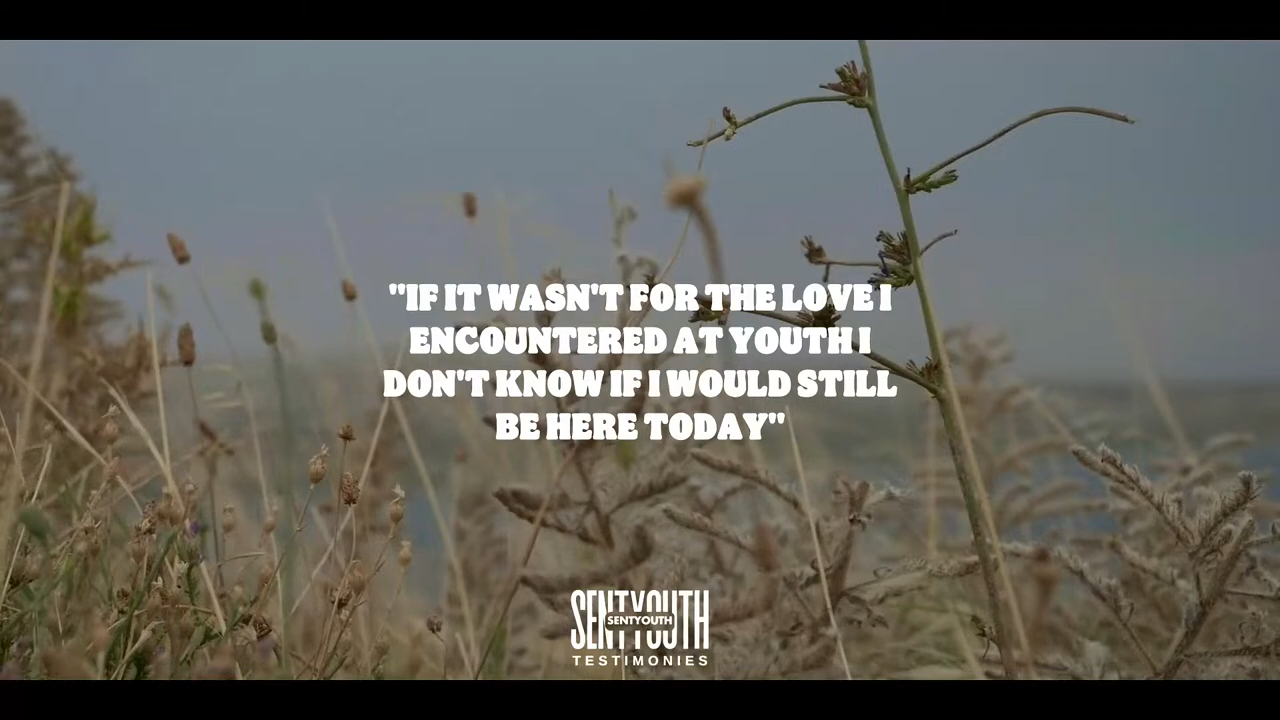 "IF IT WASN'T FOR THE LOVE I
ENCOUNTERED AT YOUTH I
DON'T KNOW IF I WOULD STILL
BE HERE TODAY"
SENTYOUTH
SENTYOUTH
TESTIMONIES